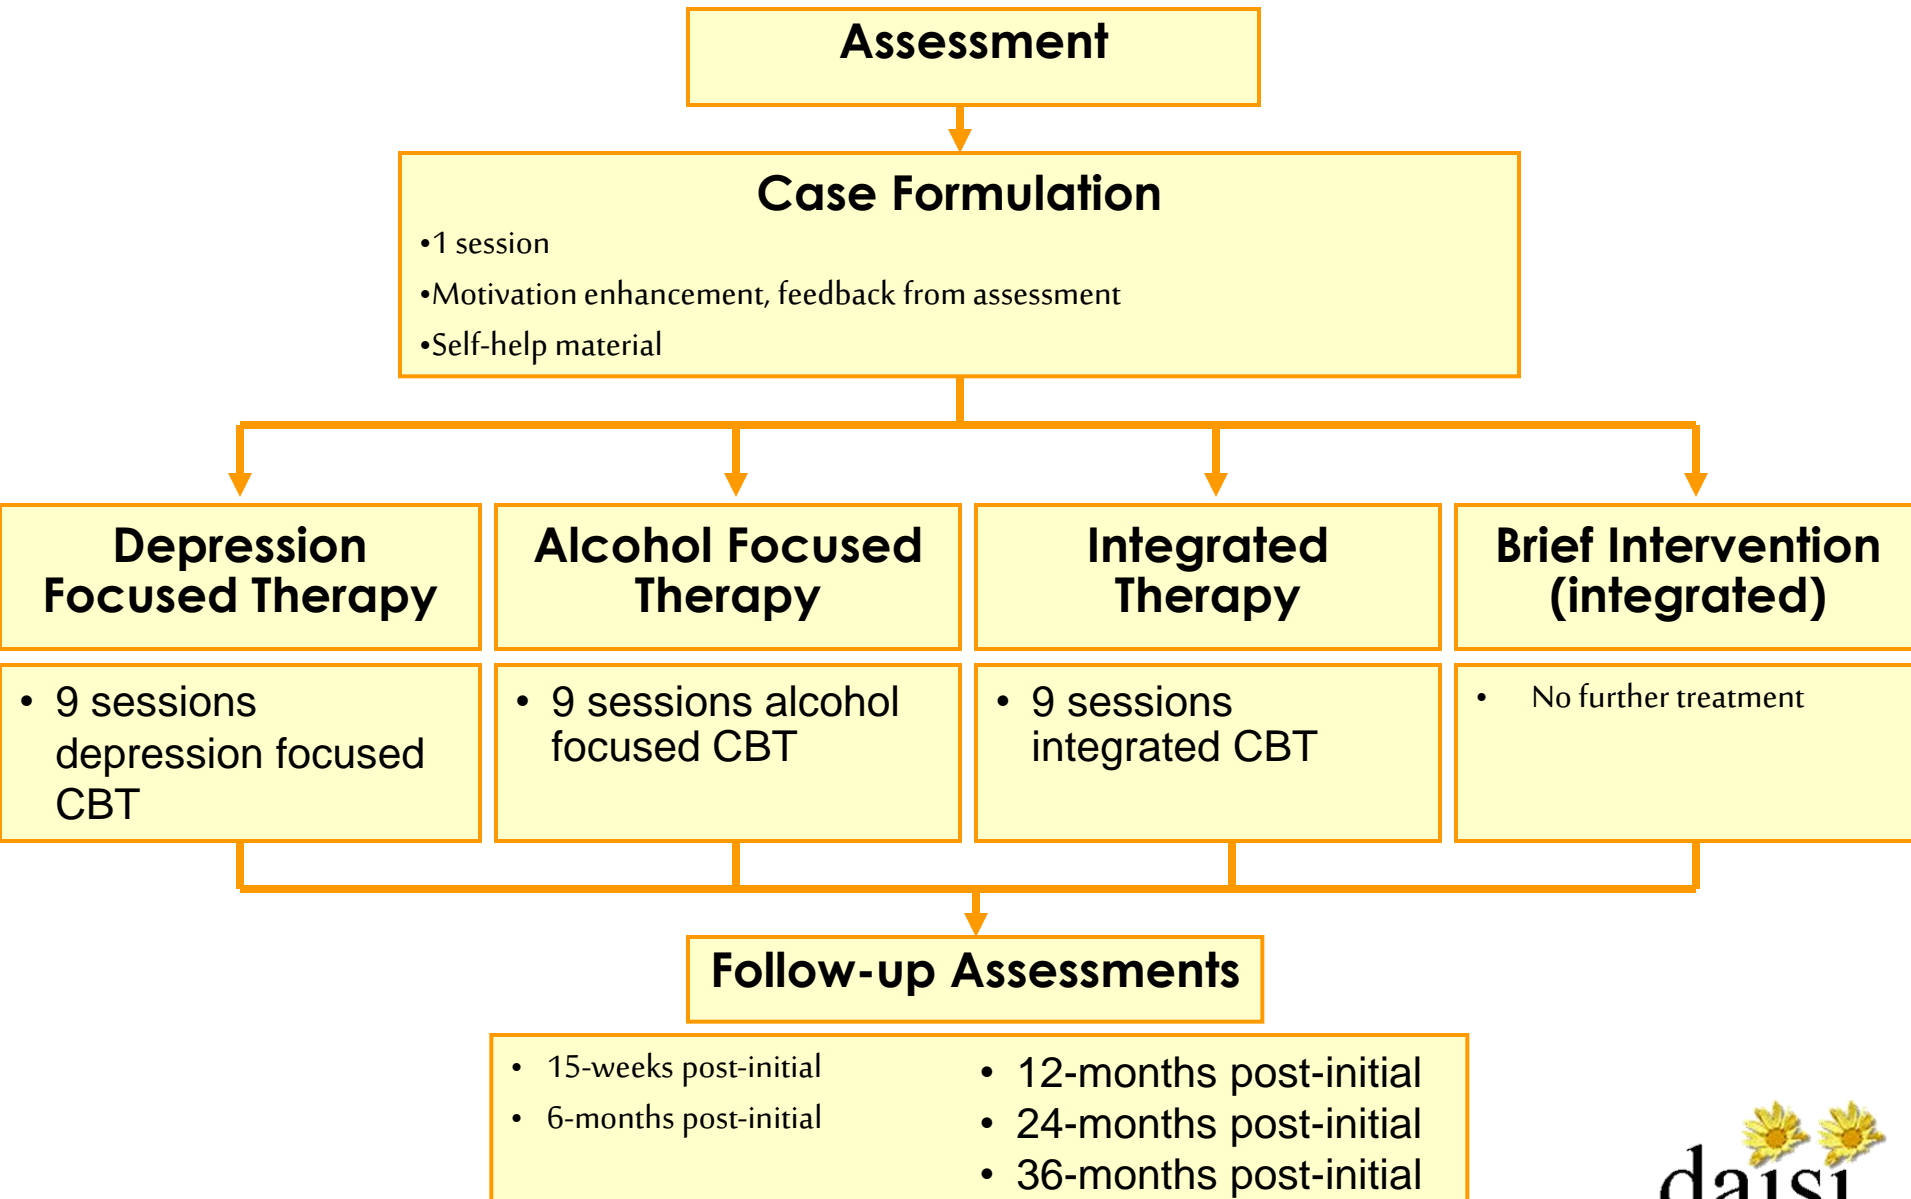 Assessment
Case Formulation
•1 session
•Motivation enhancement, feedback from assessment
•Self-help material
Depression
Focused Therapy
Alcohol Focused
Therapy
Integrated
Therapy
Brief Intervention
(integrated)
• 9 sessions
depression focused
CBT
• 9 sessions alcohol
focused CBT
• 9 sessions
integrated CBT
• No further treatment
Follow-up Assessments
• 15-weeks post-initial
• 6-months post-initial
• 12-months post-initial
• 24-months post-initial
• 36-months post-initial
daisi